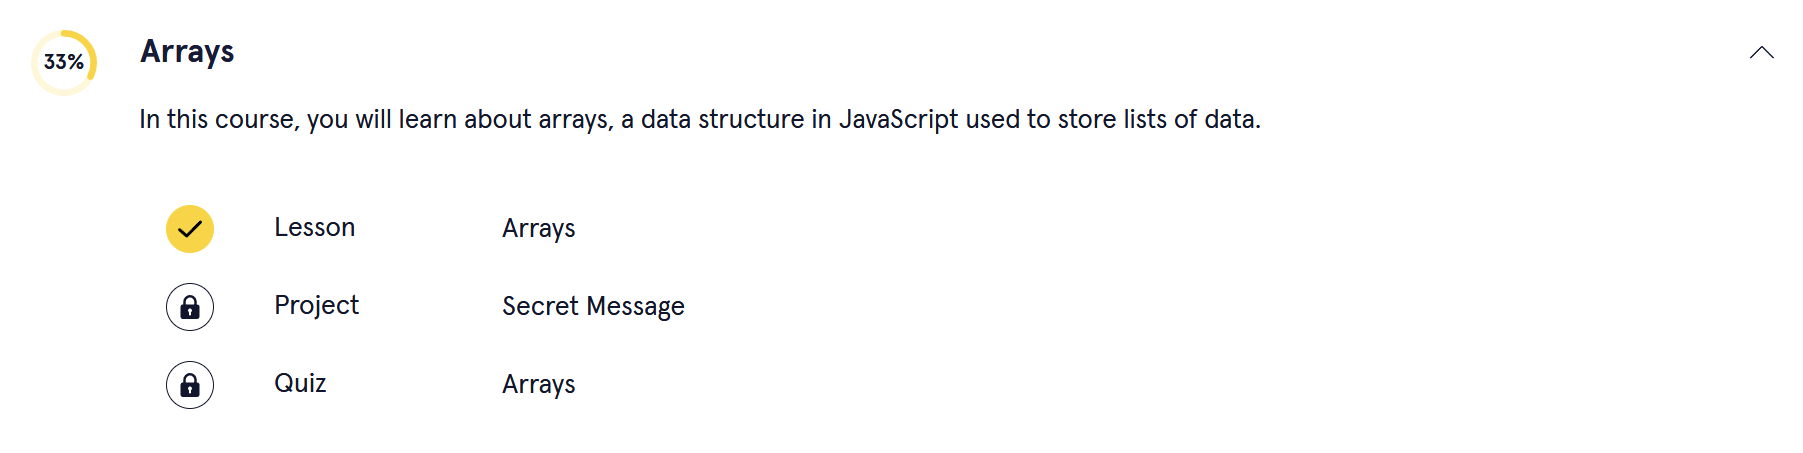 33%
Arrays
In this course, you will learn about arrays, a data structure in JavaScript used to store lists of data.
Lesson Arrays
Project Secret Message
Quiz Arrays